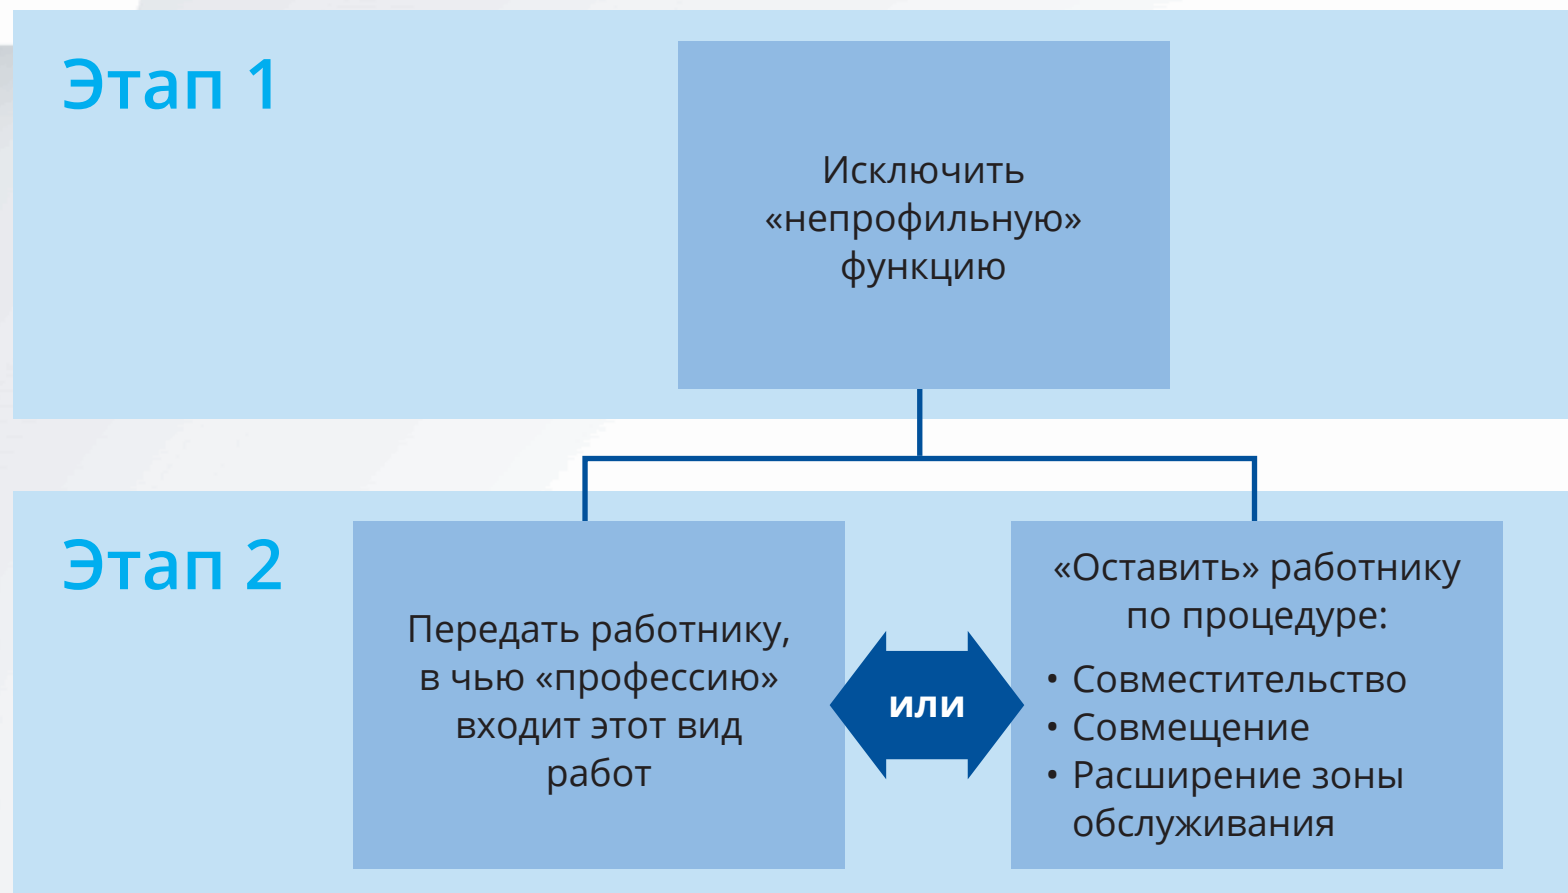 Этап 1
Исключить
«непрофильную»
функцию
Этап 2
Передать работнику,
в чью «профессию»
входит этот вид
работ
или
«Оставить» работнику
по процедуре:
• Совместительство
• Совмещение
• Расширение зоны
обслуживания